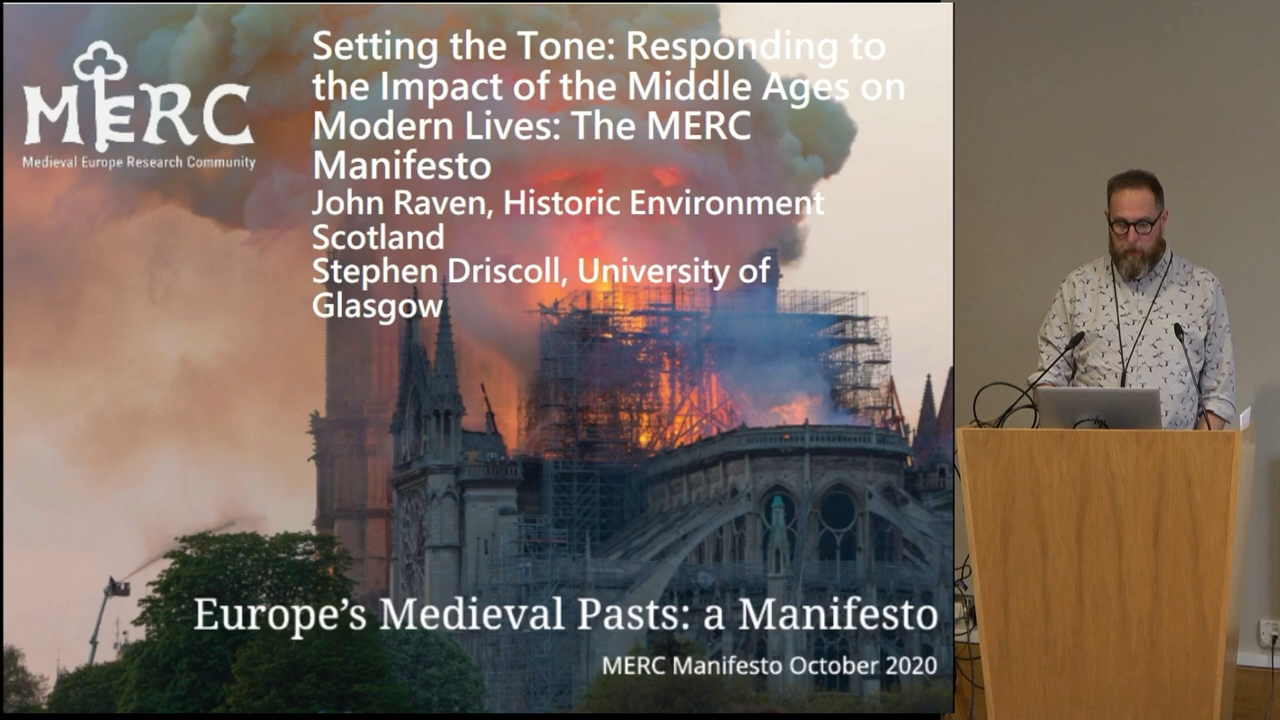 MERC
Medieval Europe Research Community
Setting the Tone: Responding to
the Impact of the Middle Ages on
Modern Lives: The MERC
Manifesto
John Raven, Historic Environment
Scotland
Stephen Driscoll, University of
Glasgow
Europe's Medieval Pasts: a Manifesto
MERC Manifesto October 2020